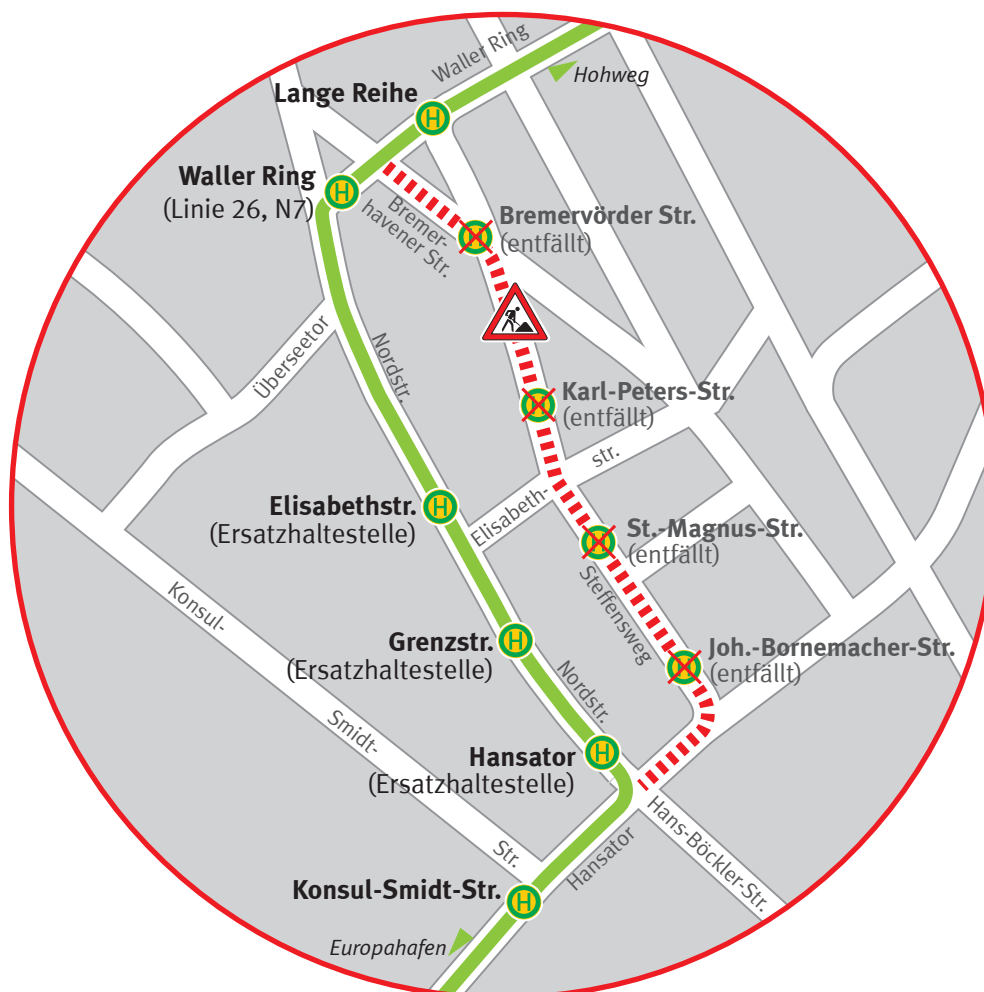 Waller Ring
Hohweg
Lange Reihe
H
Waller Ring
(Linie 26, N7)
H
Bremer-
havener Str.
Bremervörder Str.
(entfällt)
H
Überseetor
Nordstr.
Karl-Peters-Str.
(entfällt)
H
str.
Elisabeth-
Elisabethstr.
(Ersatzhaltestelle)
H
St.-Magnus-Str.
(entfällt)
H
Steffensweg
Konsul-
Grenzstr.
(Ersatzhaltestelle)
H
Nordstr.
Joh.-Bornemacher-Str.
(entfällt)
H
Smidt-
Hansator
(Ersatzhaltestelle)
H
Hans-Böckler-Str.
Str.
Hansator
Konsul-Smidt-Str.
H
Europahafen